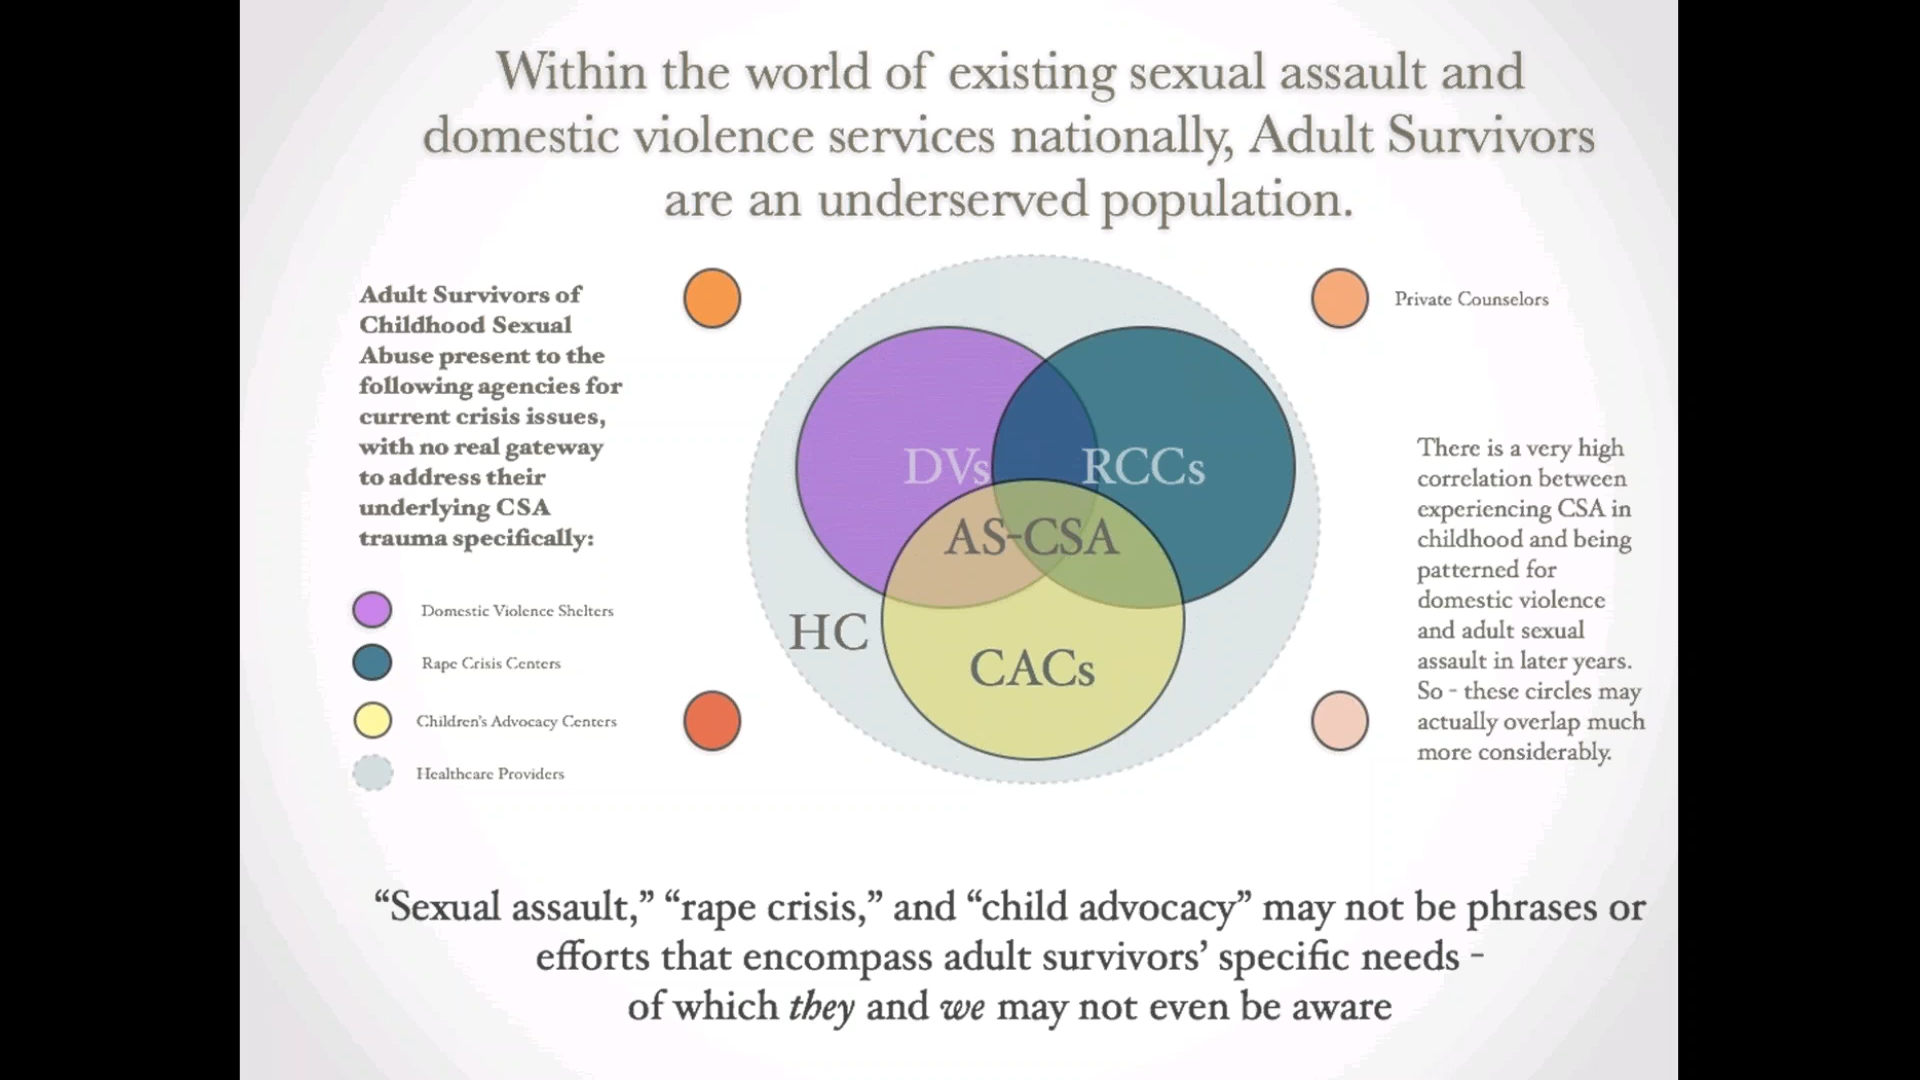 Within the world of existing sexual assault and
domestic violence services nationally, Adult Survivors
are an underserved population.
Adult Survivors of
Childhood Sexual
Abuse present to the
following agencies for
current crisis issues,
with no real gateway
to address their
underlying CSA
trauma specifically:
Domestic Violence Shelters
Rape Crisis Centers
Children's Advocacy Centers
Healthcare Providers
DVs
RCCs
AS-CSA
HC
CACs
Private Counselors
There is a very high
correlation between
experiencing CSA in
childhood and being
patterned for
domestic violence
and adult sexual
assault in later years.
So - these circles may
actually overlap much
more considerably.
“Sexual assault,” “rape crisis,” and “child advocacy” may not be phrases or
efforts that encompass adult survivors’ specific needs -
of which they and we may not even be aware